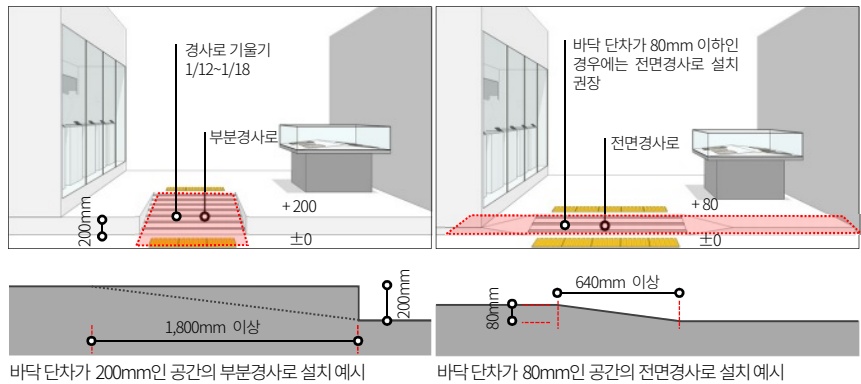 경사로 기울기
1/12~1/18
부분경사로
+200
±0
200mm
바닥 단차가 80mm 이하인
경우에는 전면경사로 설치
권장
전면경사로
+80
±0
1,800mm 이상
200mm
바닥 단차가 200mm인 공간의 부분경사로 설치 예시
640mm 이상
80mm
바닥 단차가 80mm인 공간의 전면경사로 설치 예시